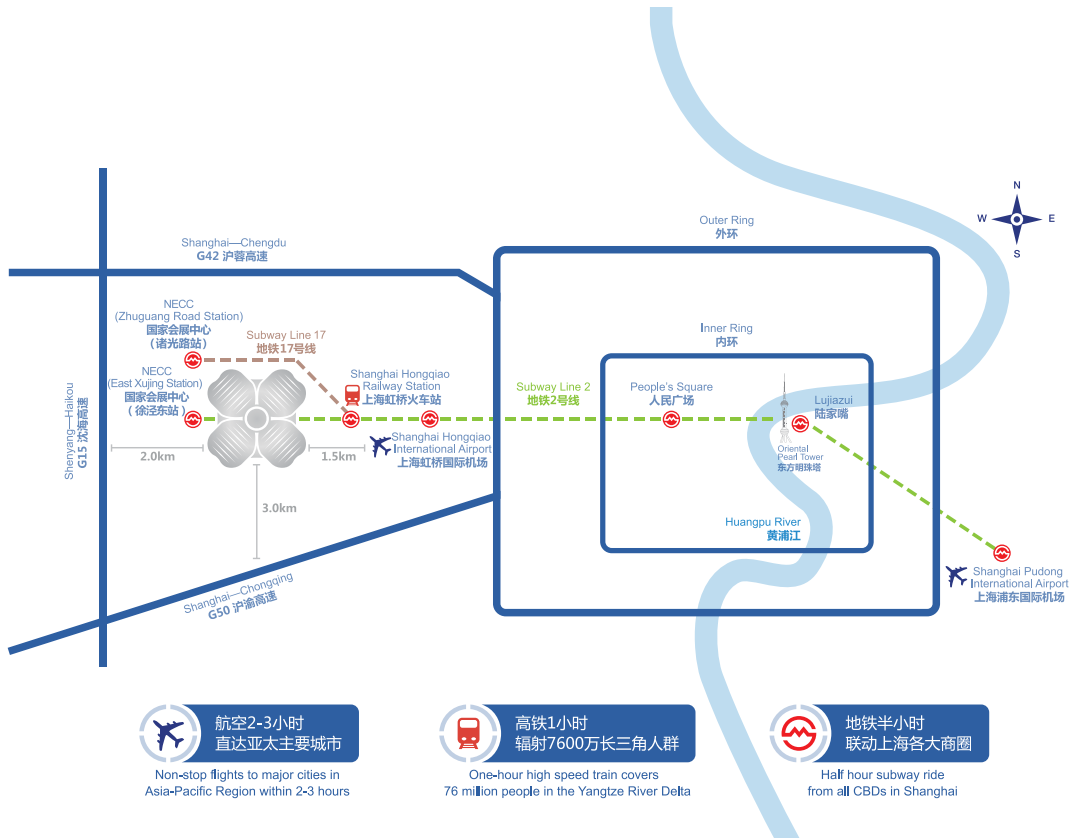 N
W
E
S
Outer Ring
外环
Shanghai—Chengdu
G42 沪蓉高速
NECC
(Zhuguang Road Station)
国家会展中心
（诸光路站）
Subway Line 17
地铁17号线
Inner Ring
内环
NECC
(East Xujing Station)
国家会展中心
（徐泾东站）
Shanghai Hongqiao
Railway Station
上海虹桥火车站
Subway Line 2
地铁2号线
People's Square
人民广场
Lujiazui
陆家嘴
Shenyang—Haikou
G15 沈海高速
2.0km
1.5km
Shanghai Hongqiao
International Airport
上海虹桥国际机场
Oriental
Pearl Tower
东方明珠塔
3.0km
Huangpu River
黄浦江
Shanghai—Chongqing
G50 沪渝高速
Shanghai Pudong
International Airport
上海浦东国际机场
航空2-3小时
直达亚太主要城市
Non-stop flights to major cities in
Asia-Pacific Region within 2-3 hours
高铁1小时
辐射7600万长三角人群
One-hour high speed train covers
76 million people in the Yangtze River Delta
地铁半小时
联动上海各大商圈
Half hour subway ride
from all CBDs in Shanghai